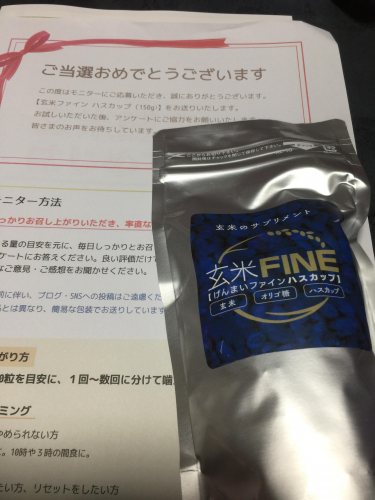 ご当選おめでとうございます
この度はモニターにご応募いただき、誠にありがとうございます。
【玄米ファイン ハスカップ（150g）】をお送りいたします。
お試しいただいた後、アンケートにご協力をお願いいたし
皆さまのお声をお待ちしています
ニター方法
っかりお召し上がりいただき、率直な
る量の目安を元に、毎日しっかりとお召
ケートにお答えください。良い評価だけで
なご意見・ご感想をお聞かせください。
に伴い、ブログ・SNSへの投稿はご遠慮くだ
とは異なり、簡易な包装でお送りしています
がり方
0粒を目安に、１回～数回に分けて噛
ミング
やめられない方
に。10時や３時の間食に。
たい方、リセットをしたい方
玄米のサプリメント
玄米FINE
【げんまいファインハスカップ】
玄米 オリゴ糖 ハスカップ